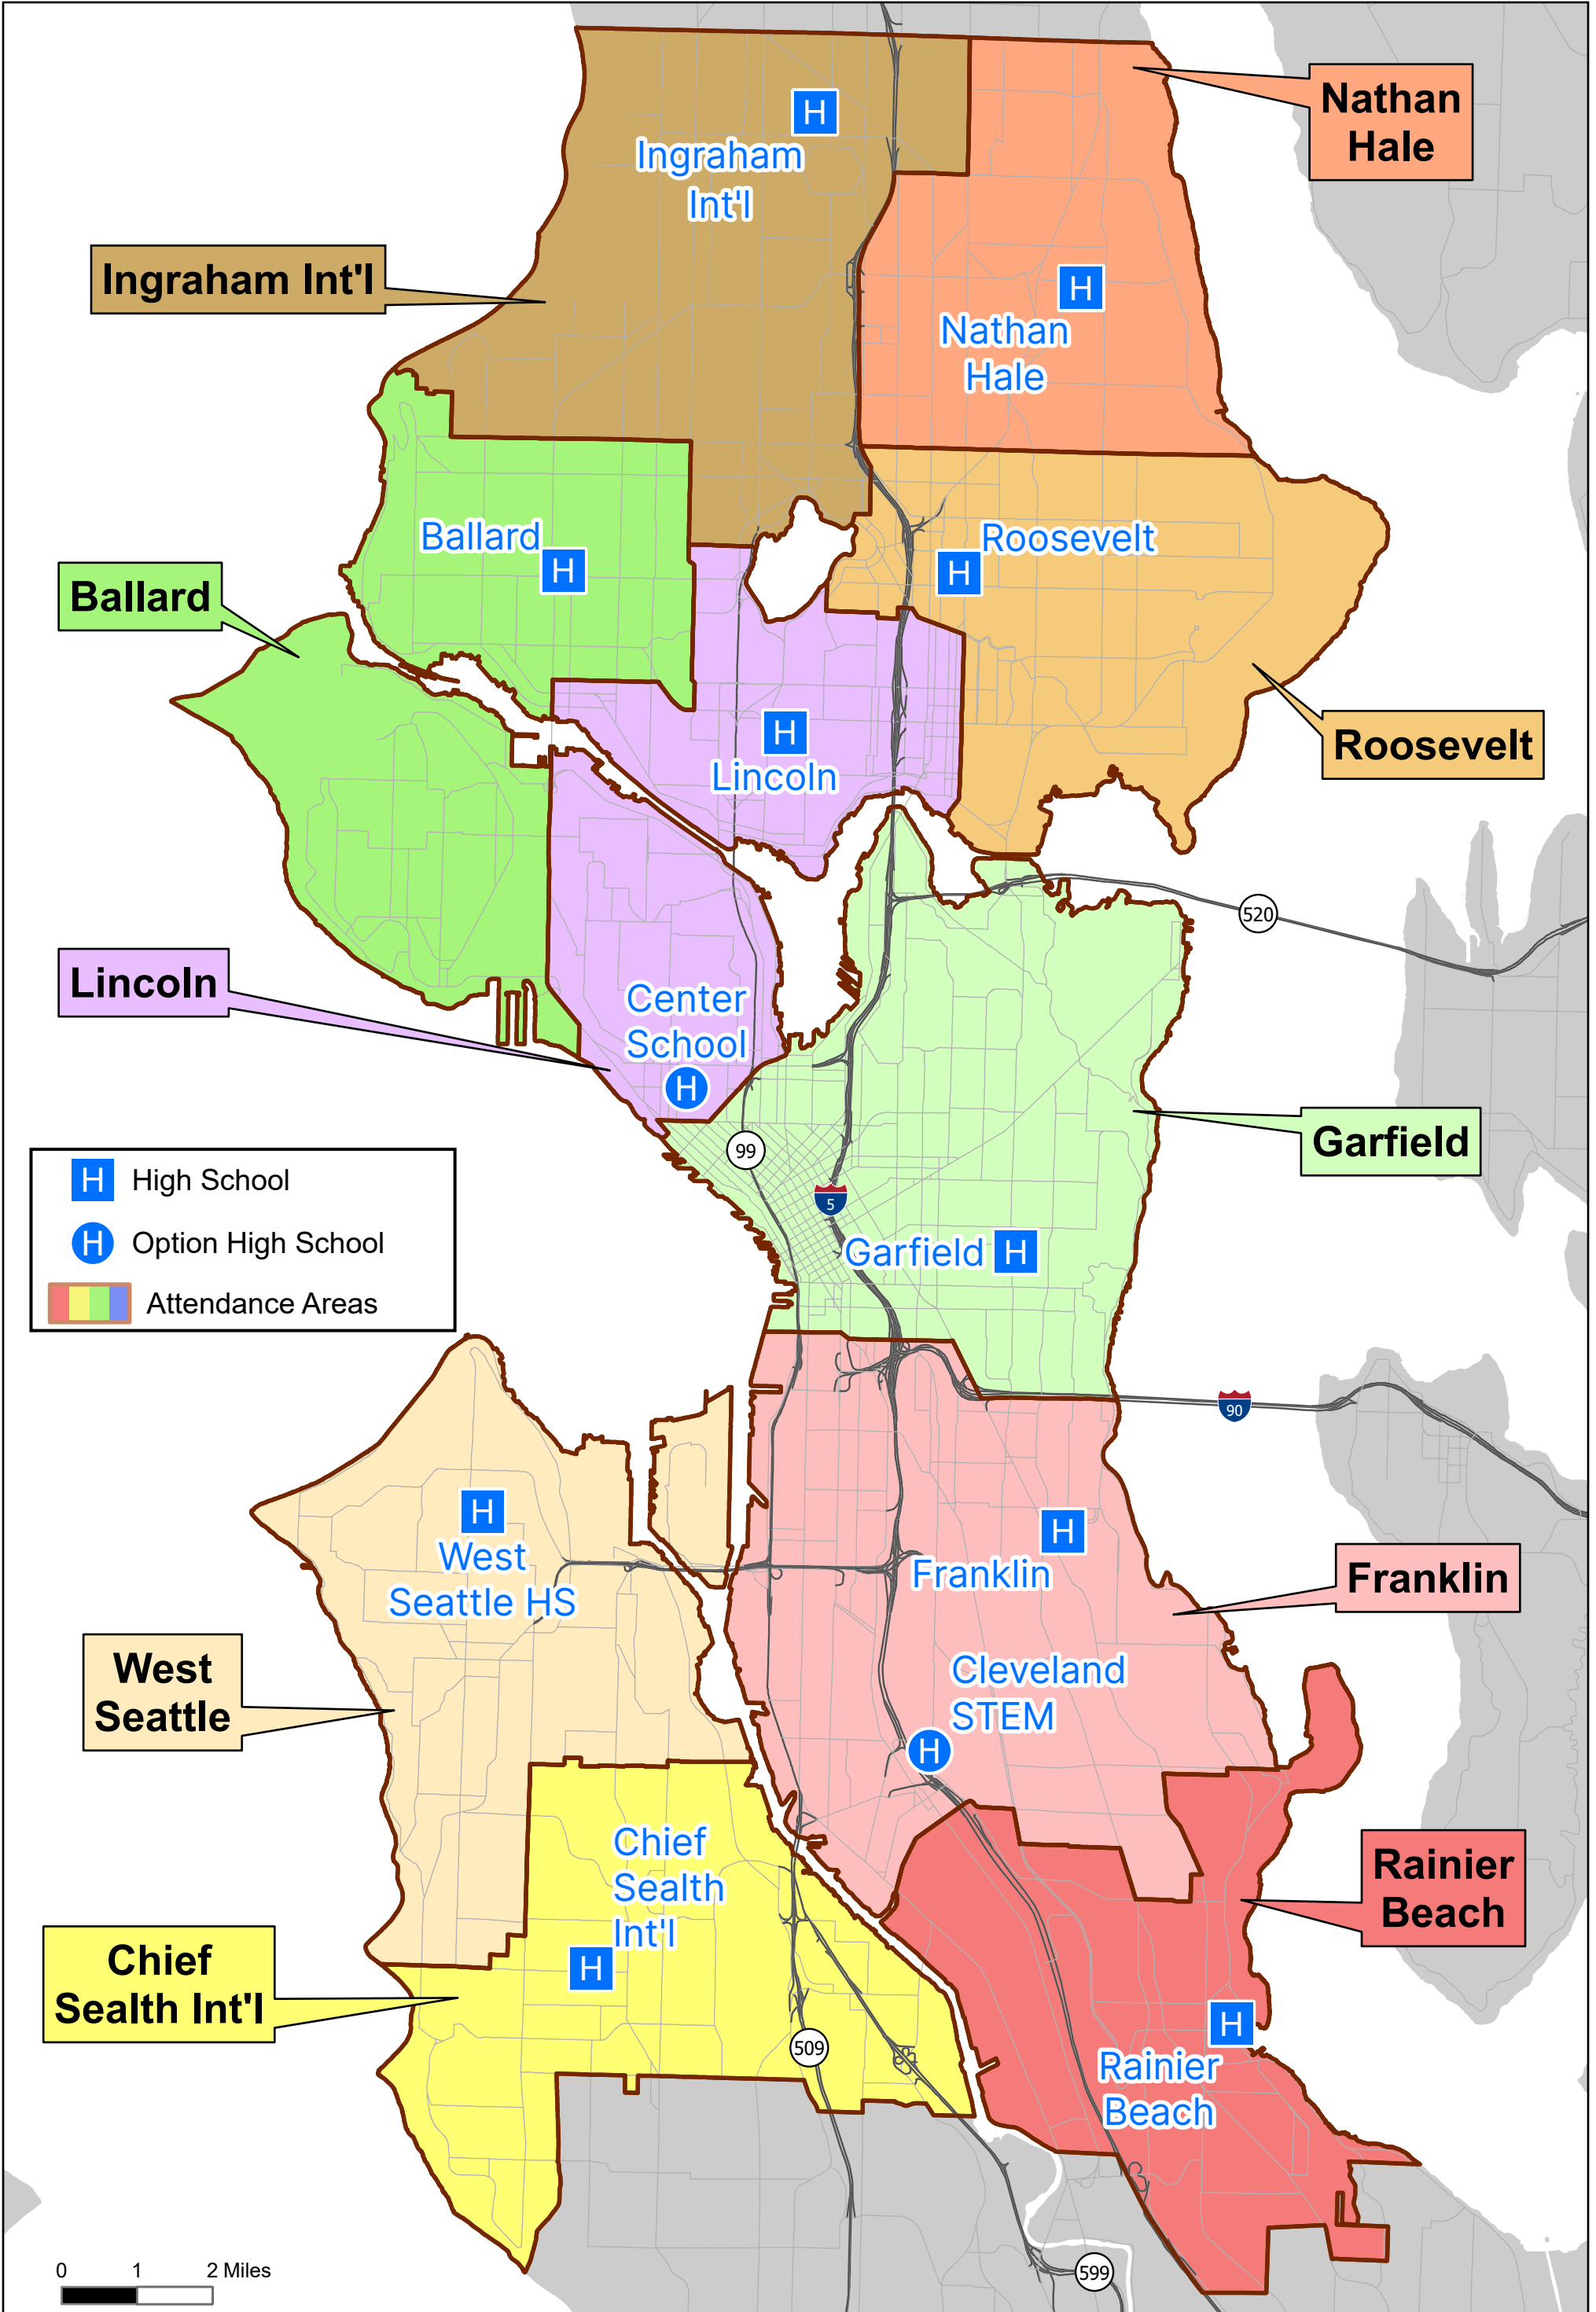 Nathan
Hale
H
Ingraham
Int'l
Ingraham Int'l
H
Nathan
Hale
Ballard
H
Roosevelt
H
Ballard
Roosevelt
H
Lincoln
520
Lincoln
Center
School
H
Garfield
99
5
Garfield
H
H High School
H Option High School
Attendance Areas
90
H
West
Seattle HS
H
Franklin
Franklin
West
Seattle
Cleveland
STEM
H
Chief
Sealth
Int'l
H
Rainier
Beach
Chief
Sealth Int'l
H
Rainier
Beach
509
599
0 1 2 Miles